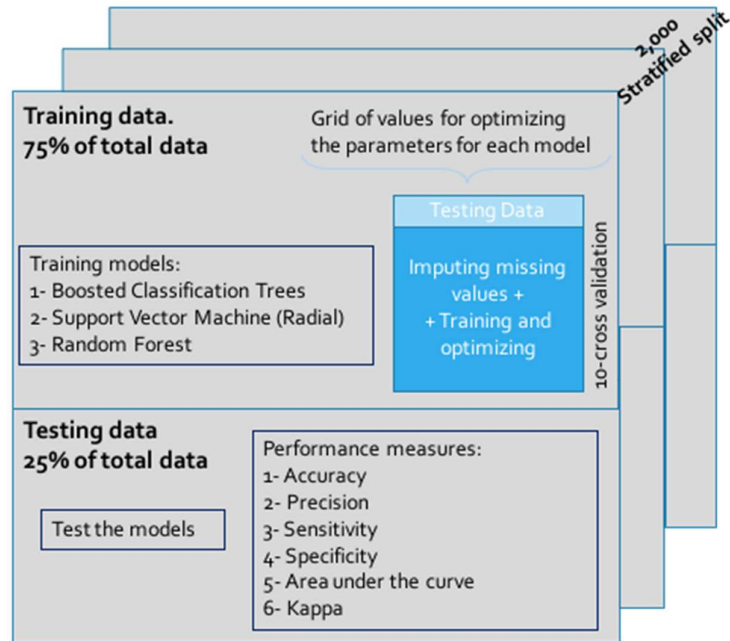 2,000
Stratified split
Training data.
75% of total data
Grid of values for optimizing
the parameters for each model
Testing Data
Imputing missing
values +
+ Training and
optimizing
10-cross validation
Training models:
1- Boosted Classification Trees
2- Support Vector Machine (Radial)
3- Random Forest
Testing data
25% of total data
Test the models
Performance measures:
1- Accuracy
2- Precision
3- Sensitivity
4- Specificity
5- Area under the curve
6- Kappa